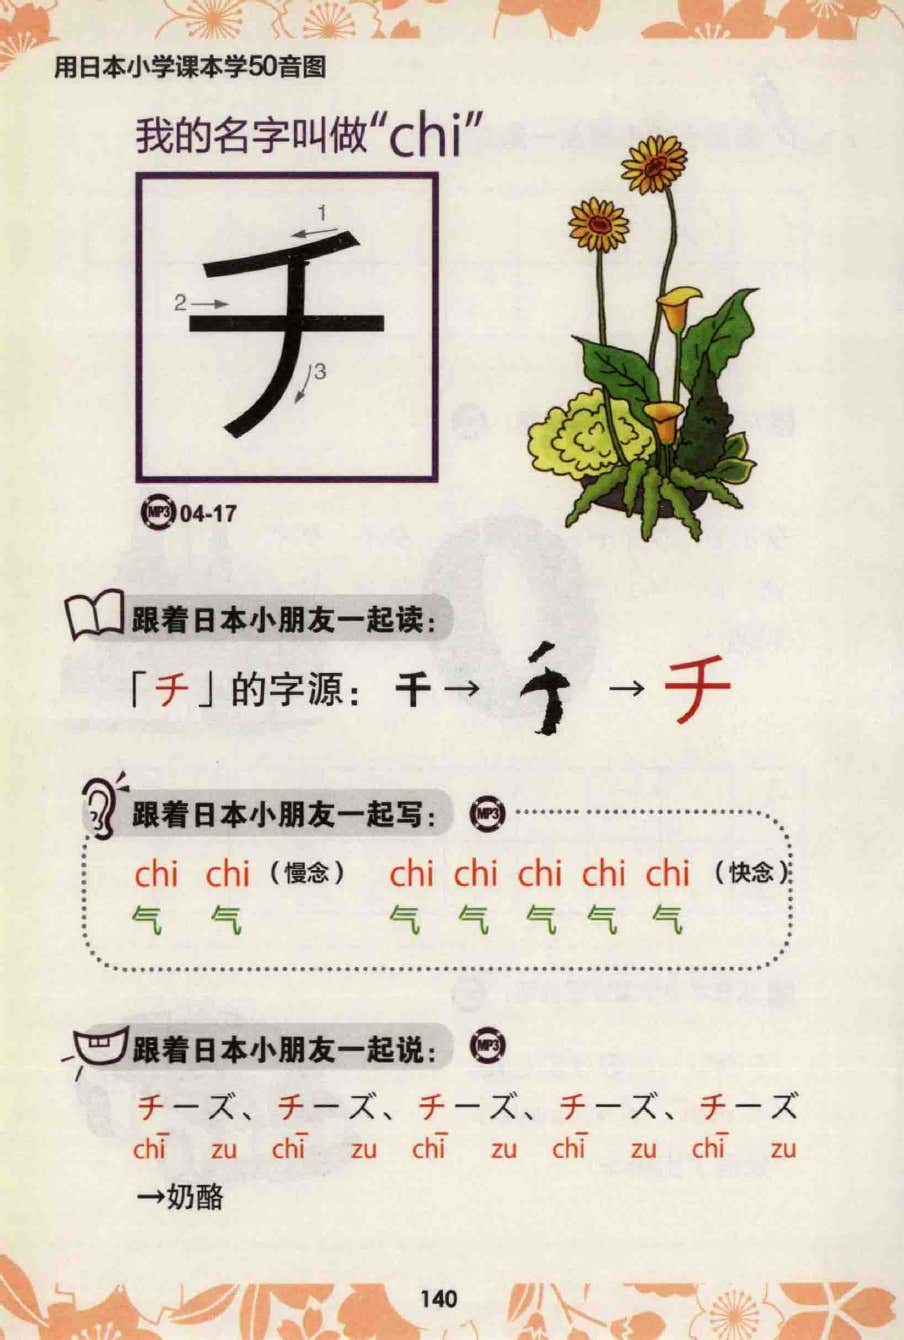 用日本小学课本学50音图
我的名字叫做“chi”
1
チ
2
3
MP3 04-17
跟着日本小朋友一起读：
「チ」的字源：千→千→チ
跟着日本小朋友一起写： MP3
chi chi（慢念） chi chi chi chi chi（快念）
气 气 气 气 气 气 气
跟着日本小朋友一起说： MP3
チーズ、チーズ、チーズ、チーズ、チーズ
chī zu chī zu chī zu chī zu chī zu
→奶酪
140